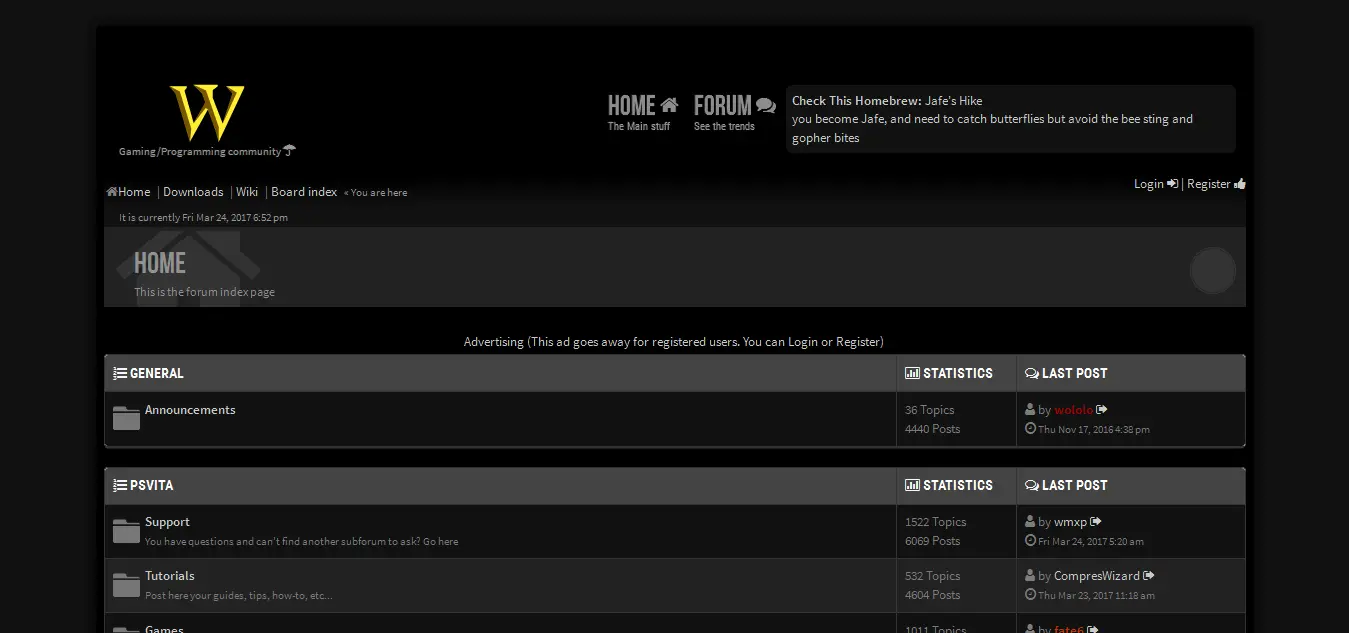 W
Gaming/Programming community
HOME
The Main stuff
FORUM
See the trends
Check This Homebrew: Jafe's Hike
you become Jafe, and need to catch butterflies but avoid the bee sting and
gopher bites
Home | Downloads | Wiki | Board index « You are here
Login | Register
It is currently Fri Mar 24, 2017 6:52 pm
HOME
This is the forum index page
Advertising (This ad goes away for registered users. You can Login or Register)
GENERAL STATISTICS LAST POST
Announcements
36 Topics
4440 Posts
by wololo
Thu Nov 17, 2016 4:38 pm
PSVITA STATISTICS LAST POST
Support
You have questions and can't find another subforum to ask? Go here
1522 Topics
6069 Posts
by wmxp
Fri Mar 24, 2017 5:20 am
Tutorials
Post here your guides, tips, how-to, etc...
532 Topics
4604 Posts
by CompresWizard
Thu Mar 23, 2017 11:18 am
Games
1011 Topics
by fate6